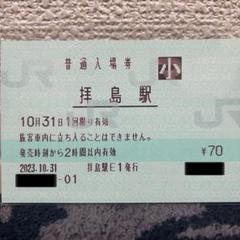 普通入場券
小
拝島駅
10月31日1回限り有効
旅客車内に立ち入ることはできません。
発売時刻から2時間以内有効 ¥70
2023.10.31 拝島駅E1発行
-01